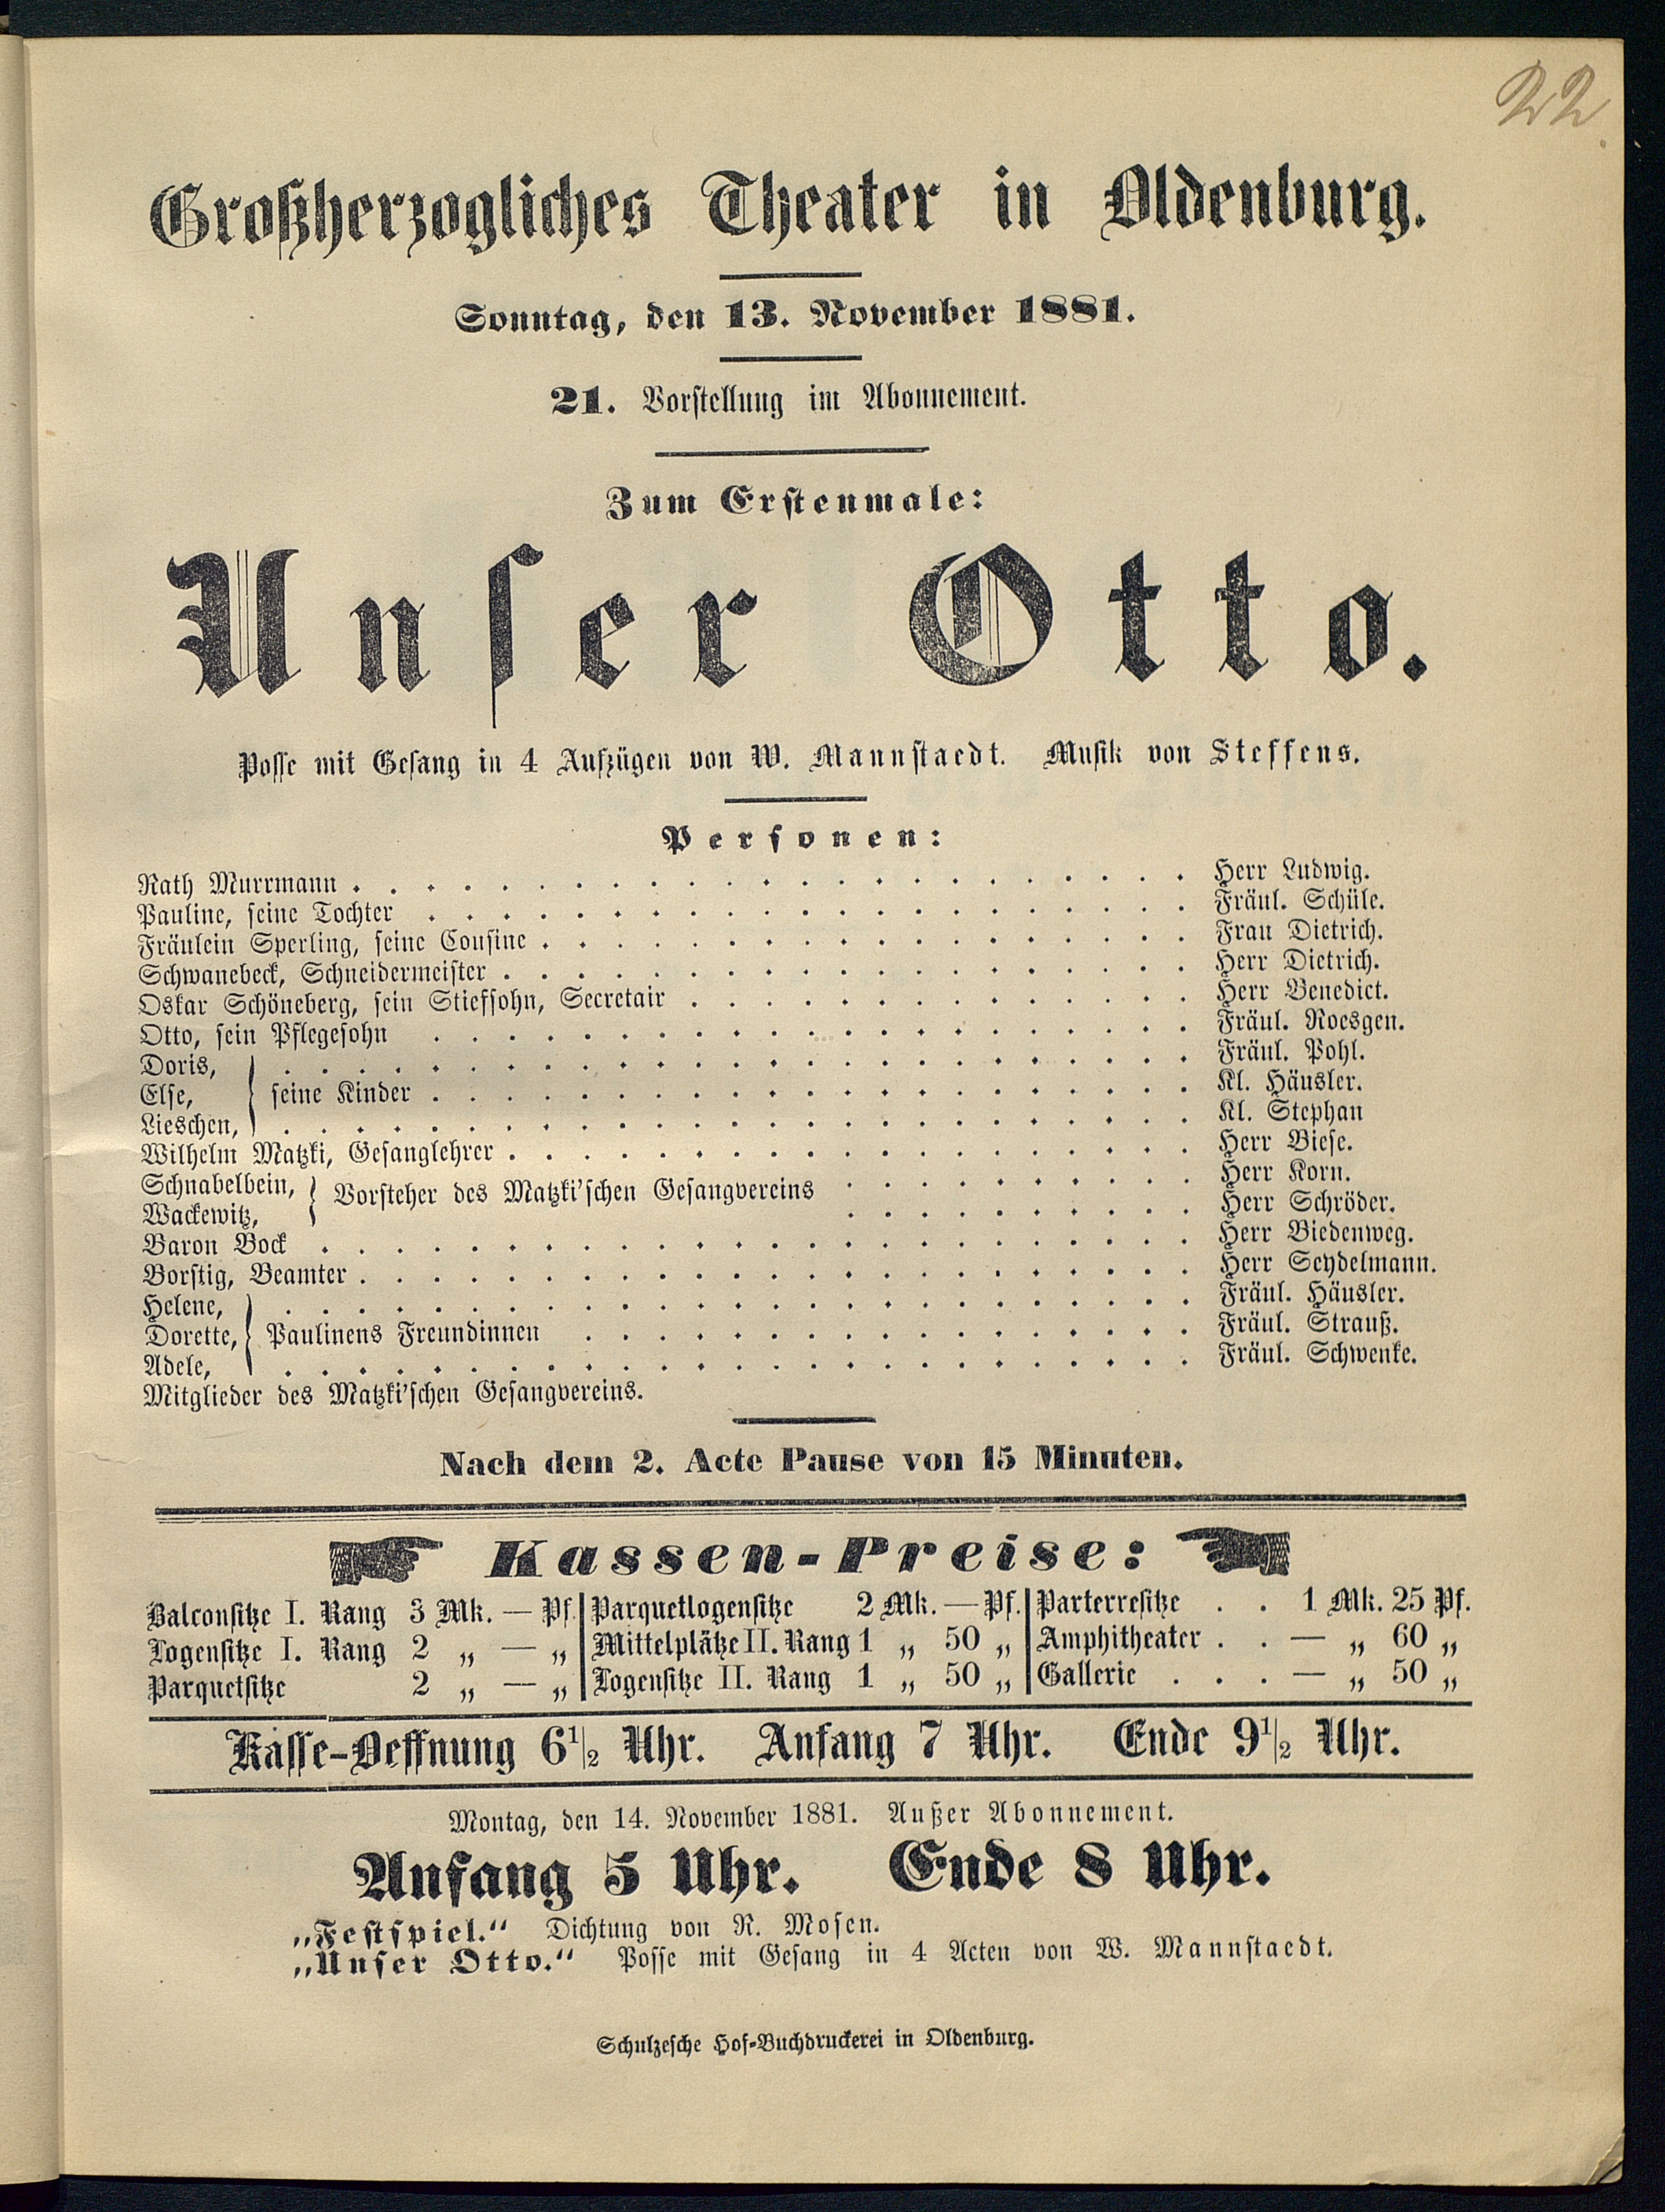 22.
Großherzogliches Theater in Oldenburg.
Sonntag, den 13. November 1881.
21. Vorstellung im Abonnement.
Zum Erstenmale:
Unser Otto.
Posse mit Gesang in 4 Aufzügen von W. Mannstaedt. Musik von Steffens.
Personen:
Rath Murrmann . . . . . Herr Ludwig.
Pauline, seine Tochter . . . . . Fräul. Schüle.
Fräulein Sperling, seine Cousine . . . . . Frau Dietrich.
Schwanebeck, Schneidermeister . . . . . Herr Dietrich.
Oskar Schöneberg, sein Stiefsohn, Secretair . . . . . Herr Benedict.
Otto, sein Pflegesohn . . . . . Fräul. Roesgen.
Doris, . . . . . Fräul. Pohl.
Else, } seine Kinder . . . . . Kl. Häusler.
Lieschen, . . . . . Kl. Stephan
Wilhelm Matzki, Gesanglehrer . . . . . Herr Biese.
Schnabelbein, } Vorsteher des Matzki'schen Gesangvereins . . . . . Herr Korn.
Wackewitz, . . . . . Herr Schröder.
Baron Bock . . . . . Herr Biedenweg.
Borstig, Beamter . . . . . Herr Seydelmann.
Helene, . . . . . Fräul. Häusler.
Dorette, } Paulinens Freundinnen . . . . . Fräul. Strauß.
Adele, . . . . . Fräul. Schwenke.
Mitglieder des Matzki'schen Gesangvereins.
Nach dem 2. Acte Pause von 15 Minuten.
Kassen-Preise:
Balconsitze I. Rang 3 Mk. — Pf. | Parquetlogensitze 2 Mk. — Pf. | Parterresitze . . 1 Mk. 25 Pf.
Logensitze I. Rang 2 „ — „ | Mittelplätze II. Rang 1 „ 50 „ | Amphitheater . . — „ 60 „
Parquetsitze 2 „ — „ | Logensitze II. Rang 1 „ 50 „ | Gallerie . . . — „ 50 „
Kasse-Oeffnung 6 1/2 Uhr. Anfang 7 Uhr. Ende 9 1/2 Uhr.
Montag, den 14. November 1881. Außer Abonnement.
Anfang 5 Uhr. Ende 8 Uhr.
„Festspiel.“ Dichtung von R. Mosen.
„Unser Otto.“ Posse mit Gesang in 4 Acten von W. Mannstaedt.
Schulzesche Hof-Buchdruckerei in Oldenburg.